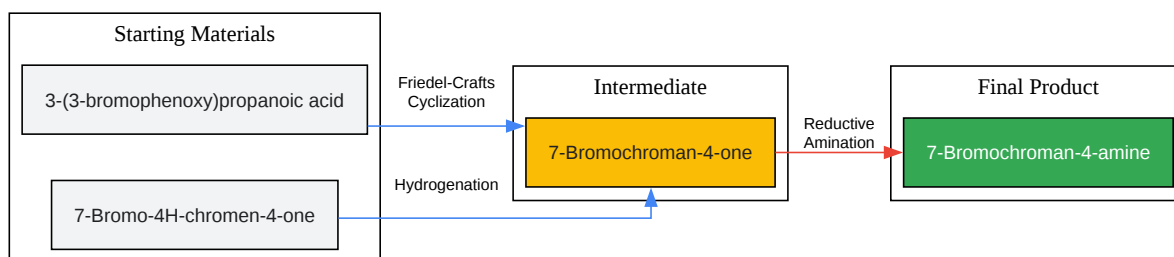 Starting Materials
3-(3-bromophenoxy)propanoic acid
7-Bromo-4H-chromen-4-one
Friedel-Crafts
Cyclization
Hydrogenation
Intermediate
7-Bromochroman-4-one
Reductive
Amination
Final Product
7-Bromochroman-4-amine